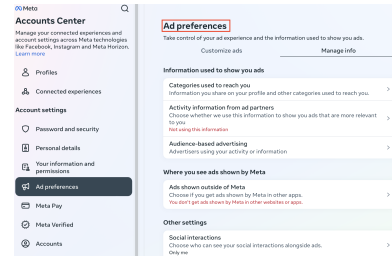 Meta
Accounts Center
Manage your connected experiences and
account settings across Meta technologies
like Facebook, Instagram and Meta Horizon.
Learn more
Profiles
Connected experiences
Account settings
Password and security
Personal details
Your information and
permissions
Ad preferences
Meta Pay
Meta Verified
Accounts
Ad preferences
Take control of your ad experience and the information used to show you ads.
Customize ads
Manage info
Information used to show you ads
Categories used to reach you
Information you share on your profile and other categories used to reach you.
Activity information from ad partners
Choose whether we use this information to show you ads that are more relevant
to you
Not using this information
Audience-based advertising
Advertisers using your activity or information
Where you see ads shown by Meta
Ads shown outside of Meta
Choose if you get ads shown by Meta in other apps.
You don't get ads shown by Meta in other websites or apps.
Other settings
Social interactions
Choose who can see your social interactions alongside ads.
Only me